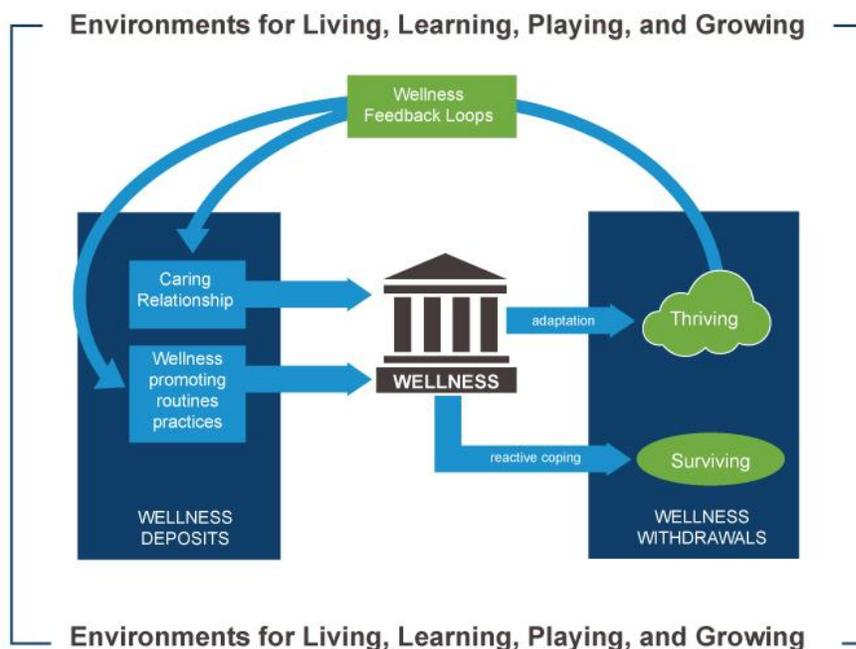 Environments for Living, Learning, Playing, and Growing
Wellness
Feedback Loops
Caring
Relationship
Wellness
promoting
routines
practices
WELLNESS
DEPOSITS
WELLNESS
adaptation
reactive coping
Thriving
Surviving
WELLNESS
WITHDRAWALS
Environments for Living, Learning, Playing, and Growing